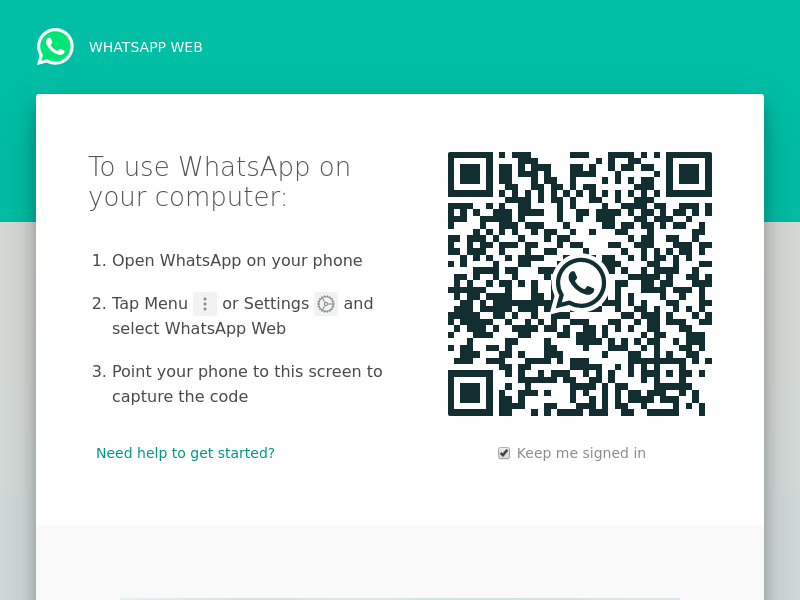 WHATSAPP WEB
To use WhatsApp on
your computer:
1. Open WhatsApp on your phone
2. Tap Menu or Settings and
select WhatsApp Web
3. Point your phone to this screen to
capture the code
Need help to get started?
Keep me signed in